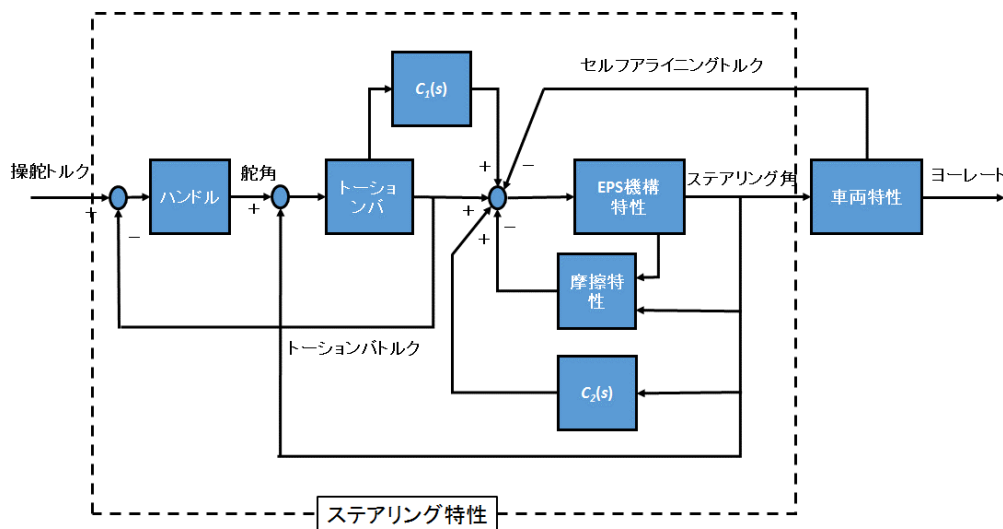 セルフアライニングトルク
C₁(s)
操舵トルク
ハンドル
舵角
トーショ
ンバ
EPS機構
特性
ステアリング角
車両特性
ヨーレート
+
−
+
+
+
−
+
−
摩擦特
性
トーションバトルク
C₂(s)
ステアリング特性